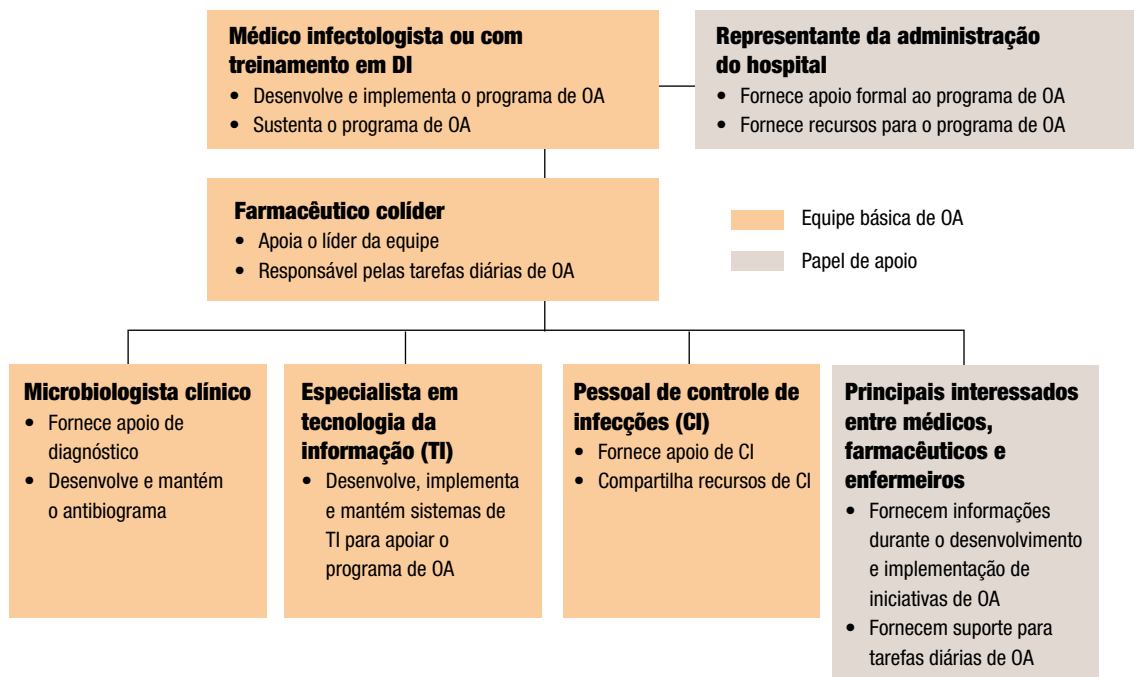 Médico infectologista ou com
treinamento em DI
• Desenvolve e implementa o programa de OA
• Sustenta o programa de OA
Representante da administração
do hospital
• Fornece apoio formal ao programa de OA
• Fornece recursos para o programa de OA
Farmacêutico colíder
• Apoia o líder da equipe
• Responsável pelas tarefas diárias de OA
Equipe básica de OA
Papel de apoio
Microbiologista clínico
• Fornece apoio de
diagnóstico
• Desenvolve e mantém
o antibiograma
Especialista em
tecnologia da
informação (TI)
• Desenvolve, implementa
e mantém sistemas de
TI para apoiar o
programa de OA
Pessoal de controle de
infecções (CI)
• Fornece apoio de CI
• Compartilha recursos de CI
Principais interessados
entre médicos,
farmacêuticos e
enfermeiros
• Fornecem informações
durante o desenvolvimento
e implementação de
iniciativas de OA
• Fornecem suporte para
tarefas diárias de OA